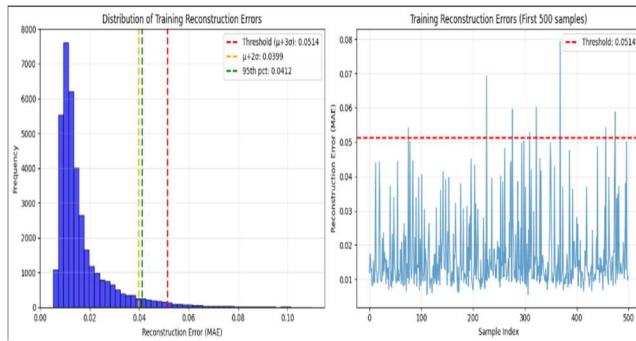 Distribution of Training Reconstruction Errors
Threshold (μ+3σ): 0.0514
μ+2σ: 0.0399
95th pct: 0.0412
8000
7000
6000
5000
4000
3000
2000
1000
0
Frequency
0.00
0.02
0.04
0.06
0.08
0.10
Reconstruction Error (MAE)
Training Reconstruction Errors (First 500 samples)
Threshold: 0.0514
0.08
0.07
0.06
0.05
0.04
0.03
0.02
0.01
Reconstruction Error (MAE)
0
100
200
300
400
500
Sample Index